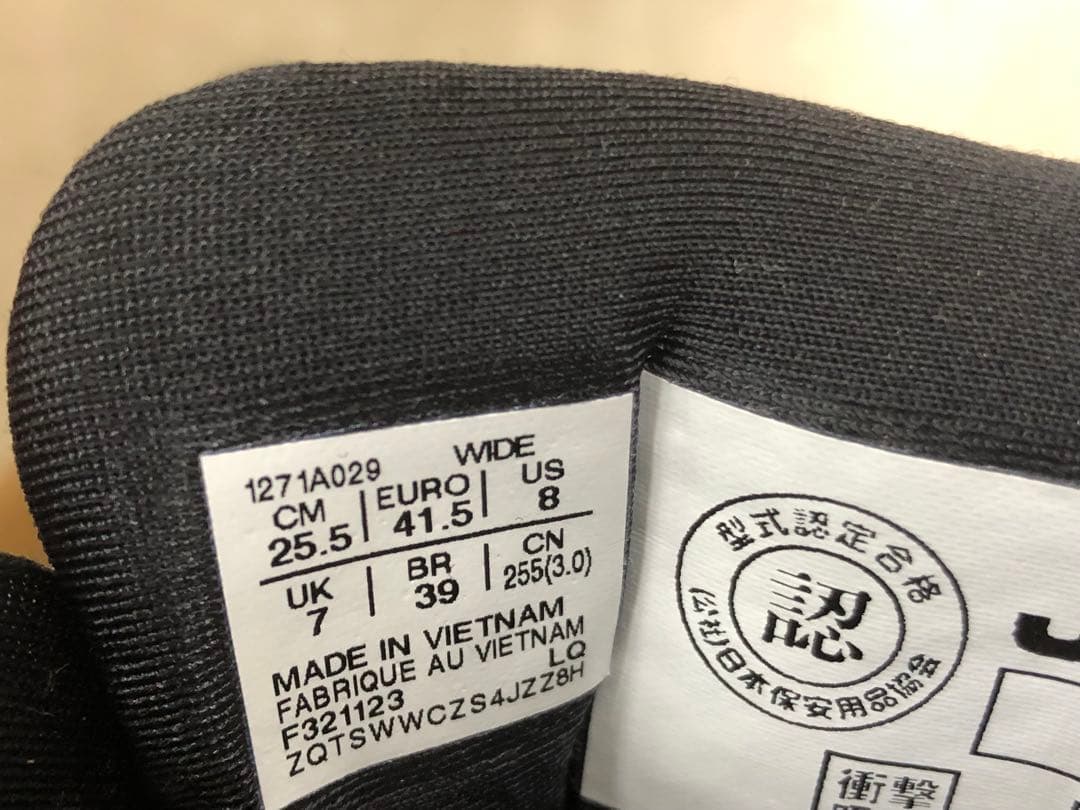 1271A029 WIDE
CM EURO US
25.5 41.5 8
UK BR CN
7 39 255(3.0)
MADE IN VIETNAM
FABRIQUE AU VIETNAM
F321123 LQ
ZQTSWWCZS4JZZ8H
型式認定合格
認
(公社)日本保安用品協会
J
衝撃